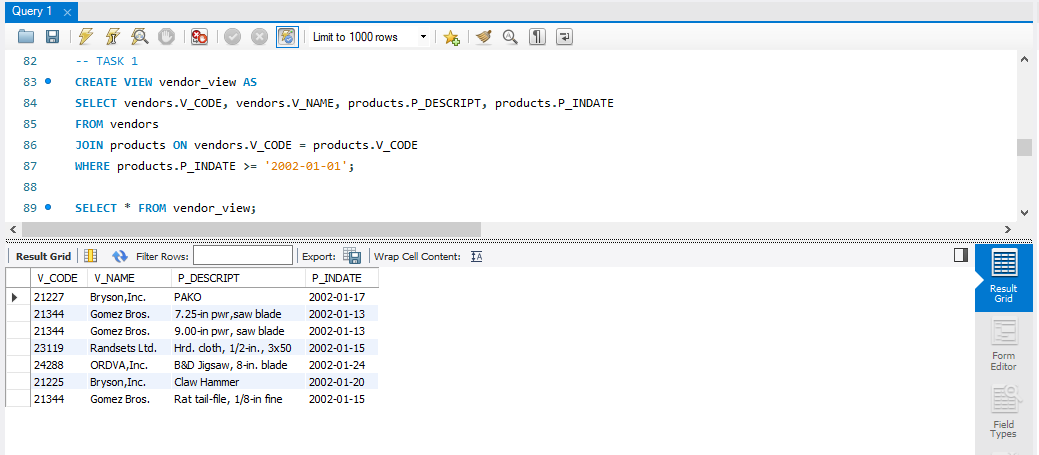 Query 1 ×
Limit to 1000 rows
82 -- TASK 1
83 CREATE VIEW vendor_view AS
84 SELECT vendors.V_CODE, vendors.V_NAME, products.P_DESCRIPT, products.P_INDATE
85 FROM vendors
86 JOIN products ON vendors.V_CODE = products.V_CODE
87 WHERE products.P_INDATE >= '2002-01-01';
88
89 SELECT * FROM vendor_view;
Result Grid Filter Rows: Export: Wrap Cell Content:
V_CODE V_NAME P_DESCRIPT P_INDATE
21227 Bryson,Inc. PAKO 2002-01-17
21344 Gomez Bros. 7.25-in pwr,saw blade 2002-01-13
21344 Gomez Bros. 9.00-in pwr, saw blade 2002-01-13
23119 Randsets Ltd. Hrd. cloth, 1/2-in., 3x50 2002-01-15
24288 ORDVA,Inc. B&D Jigsaw, 8-in. blade 2002-01-24
21225 Bryson,Inc. Claw Hammer 2002-01-20
21344 Gomez Bros. Rat tail-file, 1/8-in fine 2002-01-15
Result
Grid
Form
Editor
Field
Types